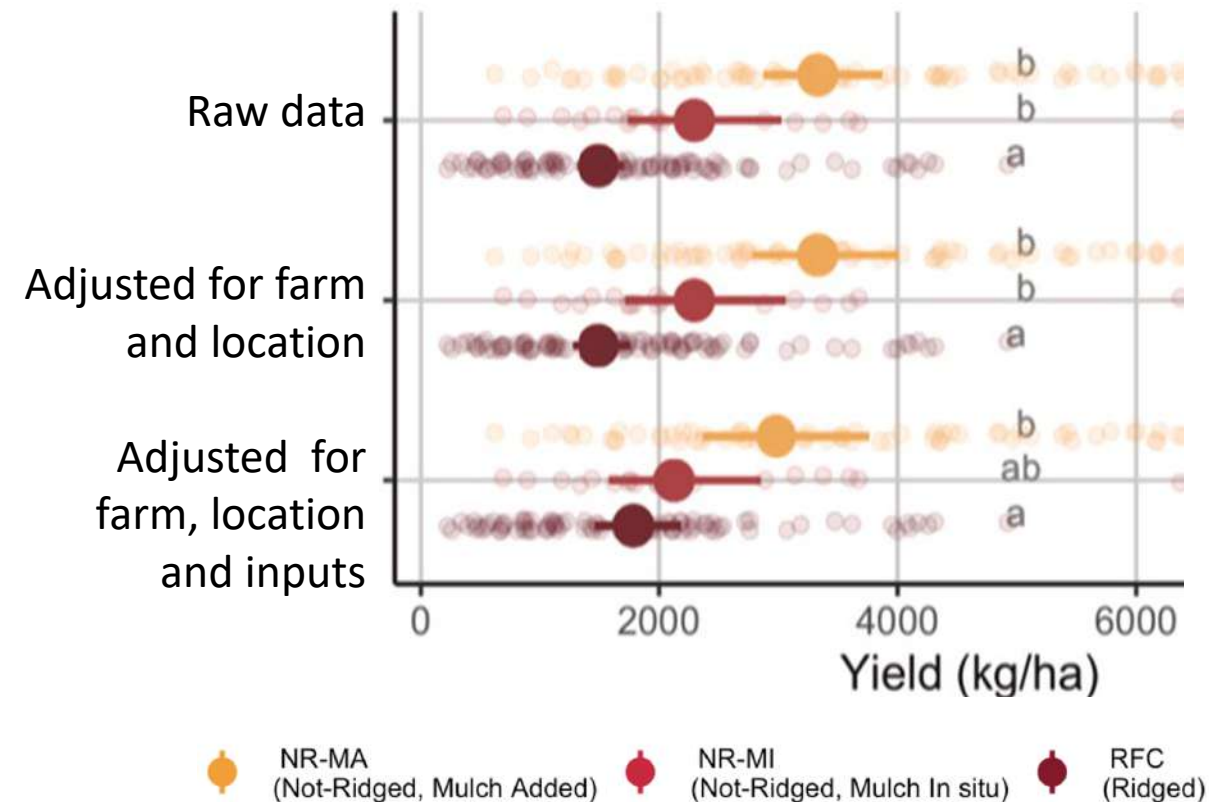 b
Raw data
b
a
b
Adjusted for farm
and location
b
a
b
Adjusted for
farm, location
and inputs
ab
a
0 2000 4000 6000
Yield (kg/ha)
NR-MA
(Not-Ridged, Mulch Added)
NR-MI
(Not-Ridged, Mulch In situ)
RFC
(Ridged)